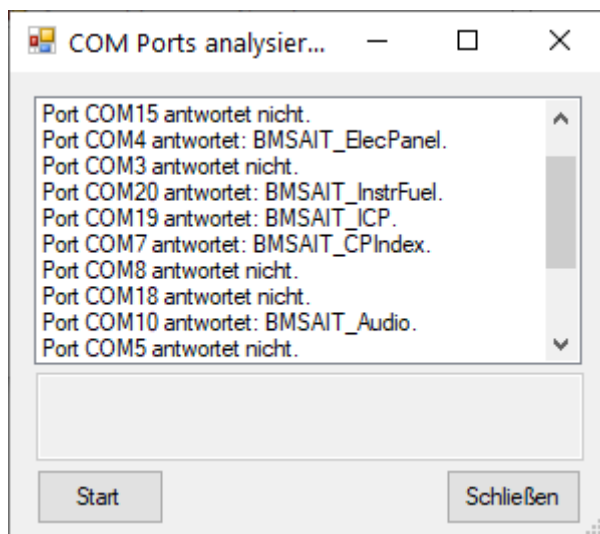 COM Ports analysier...
Port COM15 antwortet nicht.
Port COM4 antwortet: BMSAIT_ElecPanel.
Port COM3 antwortet nicht.
Port COM20 antwortet: BMSAIT_InstrFuel.
Port COM19 antwortet: BMSAIT_ICP.
Port COM7 antwortet: BMSAIT_CPIndex.
Port COM8 antwortet nicht.
Port COM18 antwortet nicht.
Port COM10 antwortet: BMSAIT_Audio.
Port COM5 antwortet nicht.
Start
Schließen